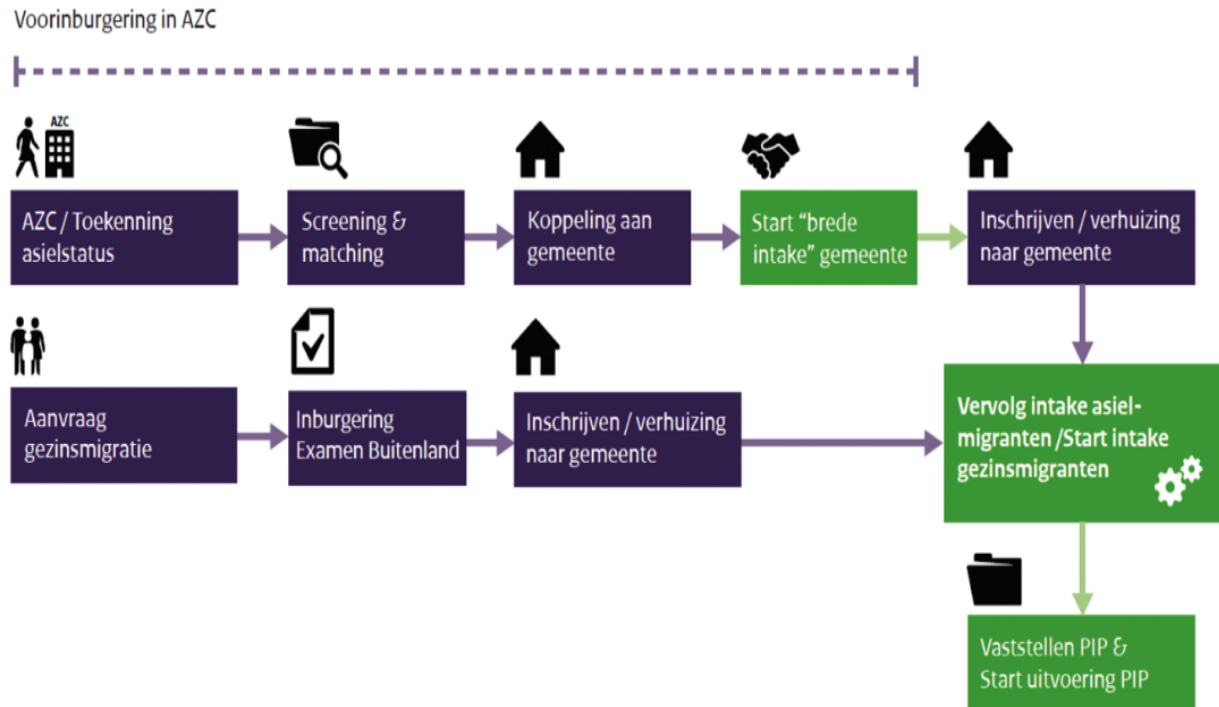 Voorinburgering in AZC
AZC
AZC / Toekenning
asielstatus
Screening &
matching
Koppeling aan
gemeente
Start “brede
intake” gemeente
Inschrijven / verhuizing
naar gemeente
Aanvraag
gezinsmigratie
Inburgering
Examen Buitenland
Inschrijven / verhuizing
naar gemeente
Vervolg intake asiel-
migranten /Start intake
gezinsmigranten
Vaststellen PIP &
Start uitvoering PIP